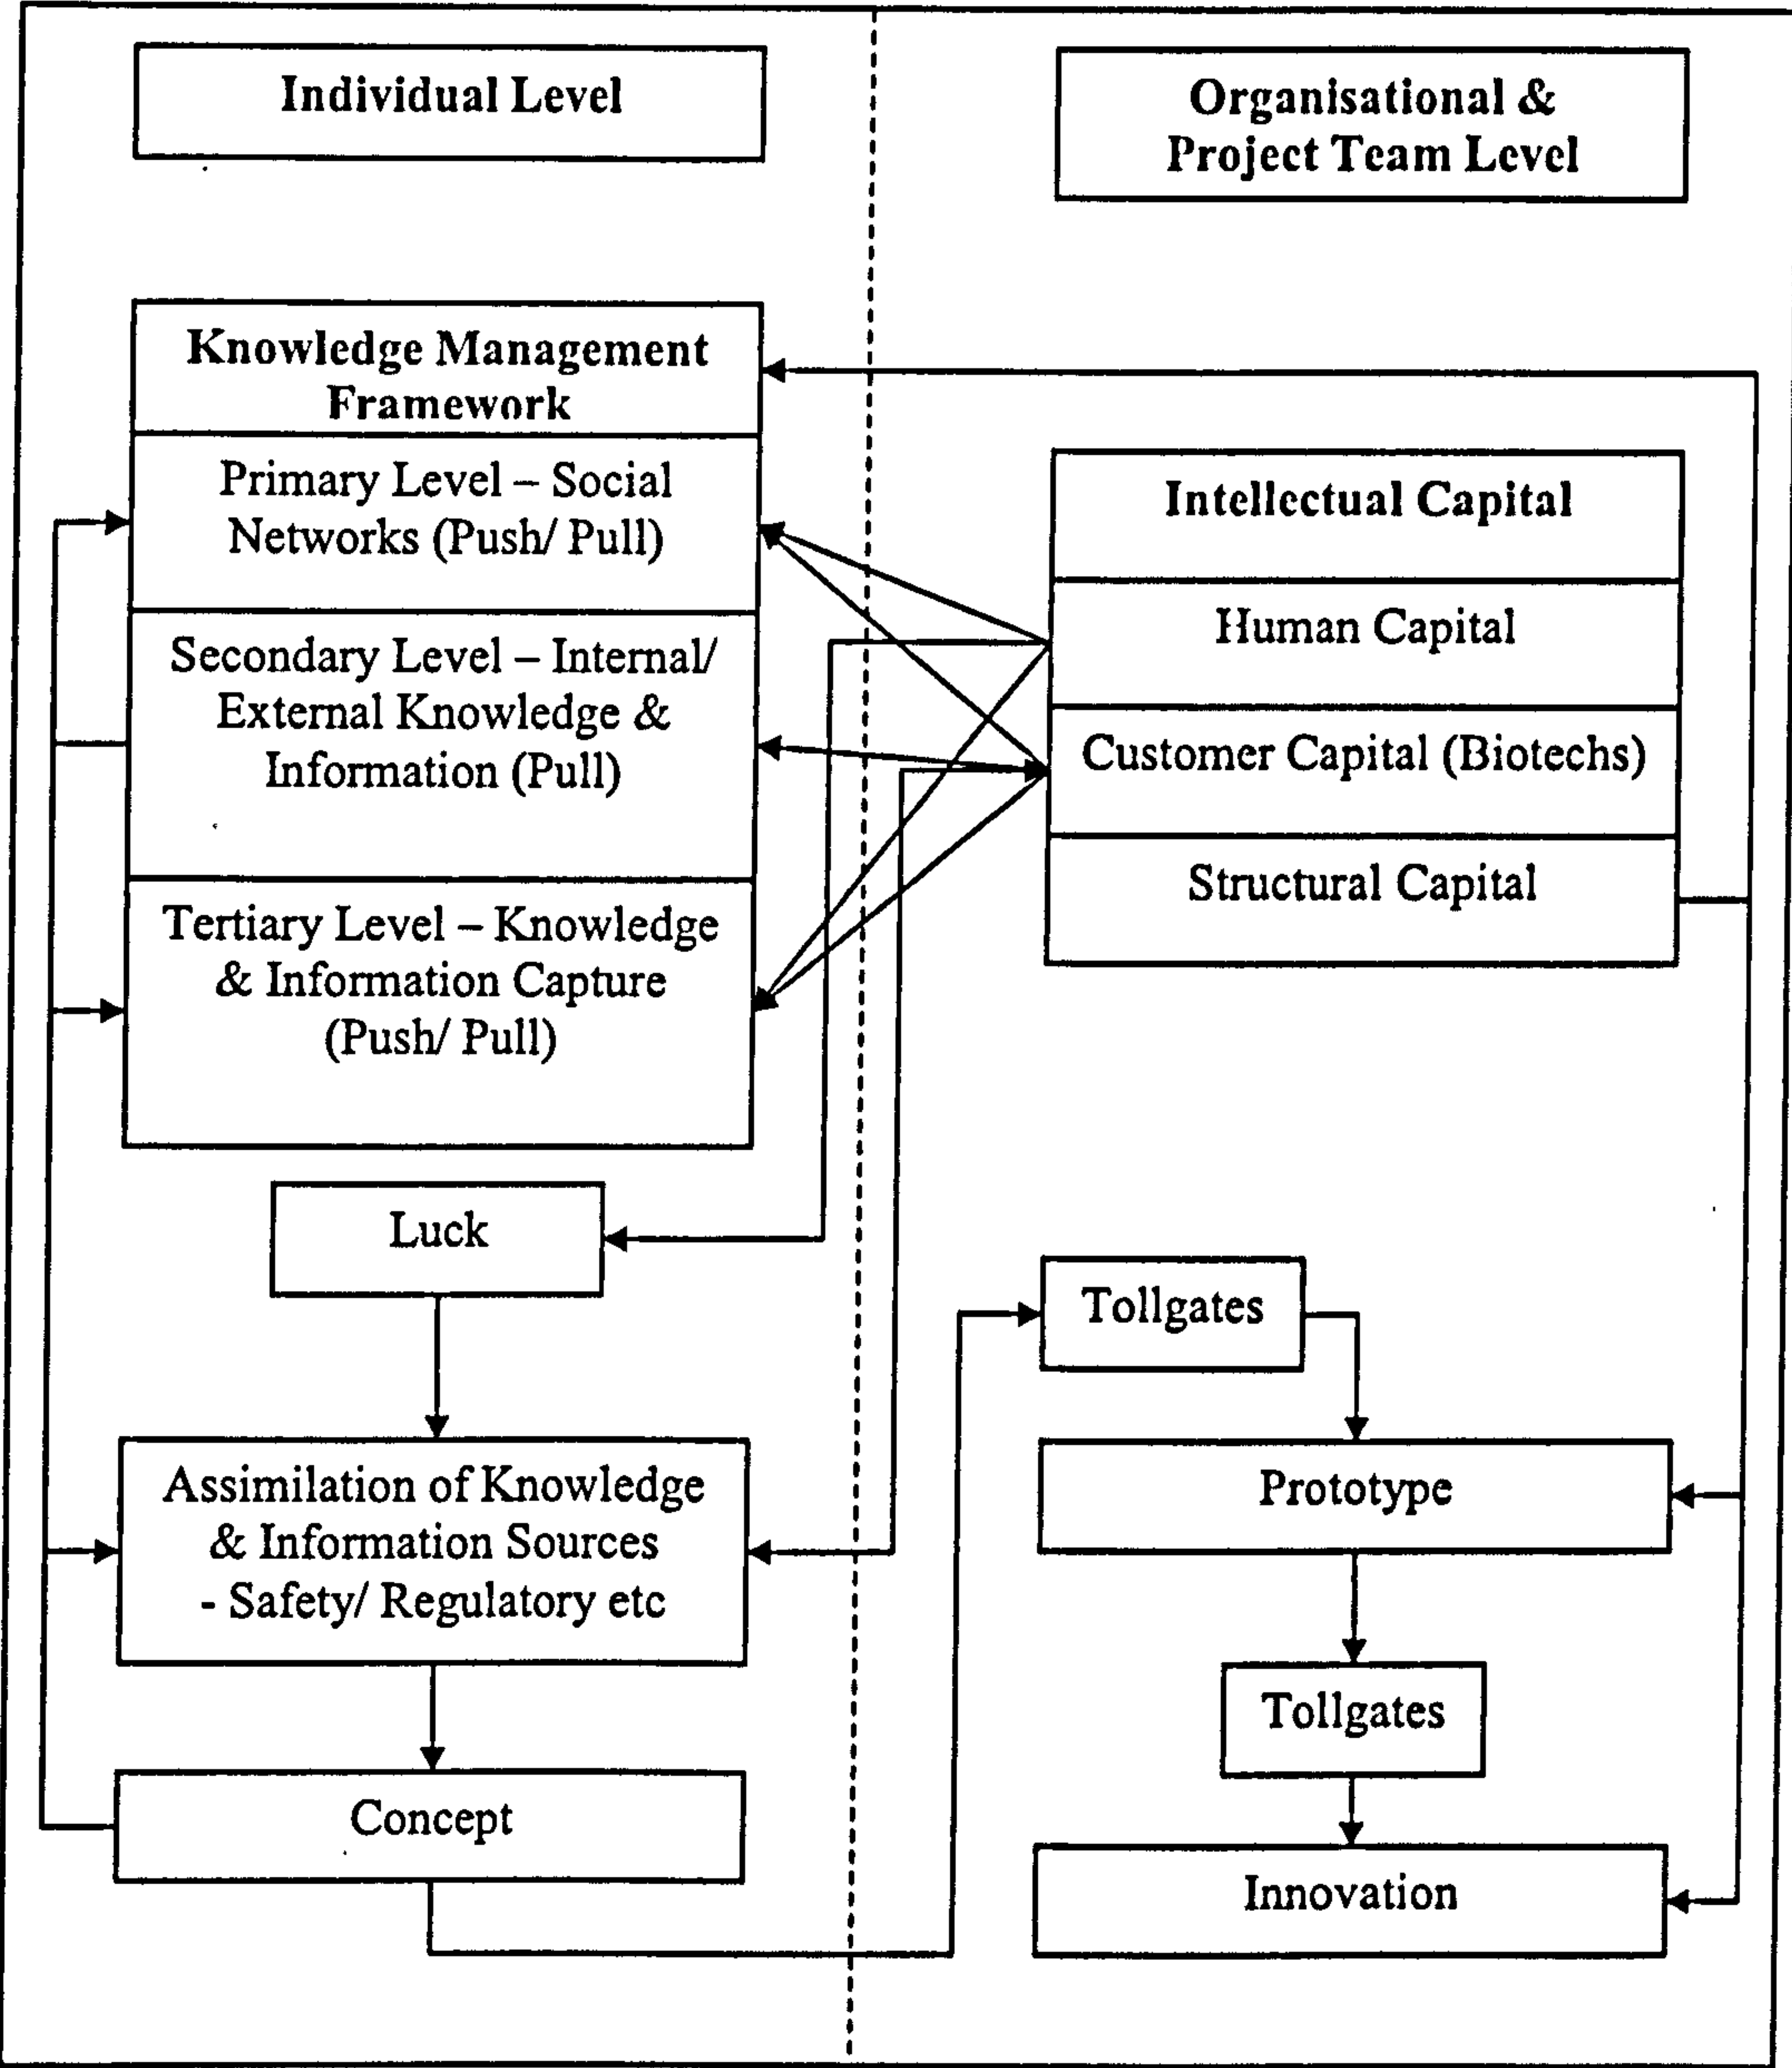 Individual Level
Organisational &
Project Team Level
Knowledge Management
Framework
Primary Level – Social
Networks (Push/ Pull)
Secondary Level – Internal/
External Knowledge &
Information (Pull)
Tertiary Level – Knowledge
& Information Capture
(Push/ Pull)
Intellectual Capital
Human Capital
Customer Capital (Biotechs)
Structural Capital
Luck
Assimilation of Knowledge
& Information Sources
- Safety/ Regulatory etc
Concept
Tollgates
Prototype
Tollgates
Innovation